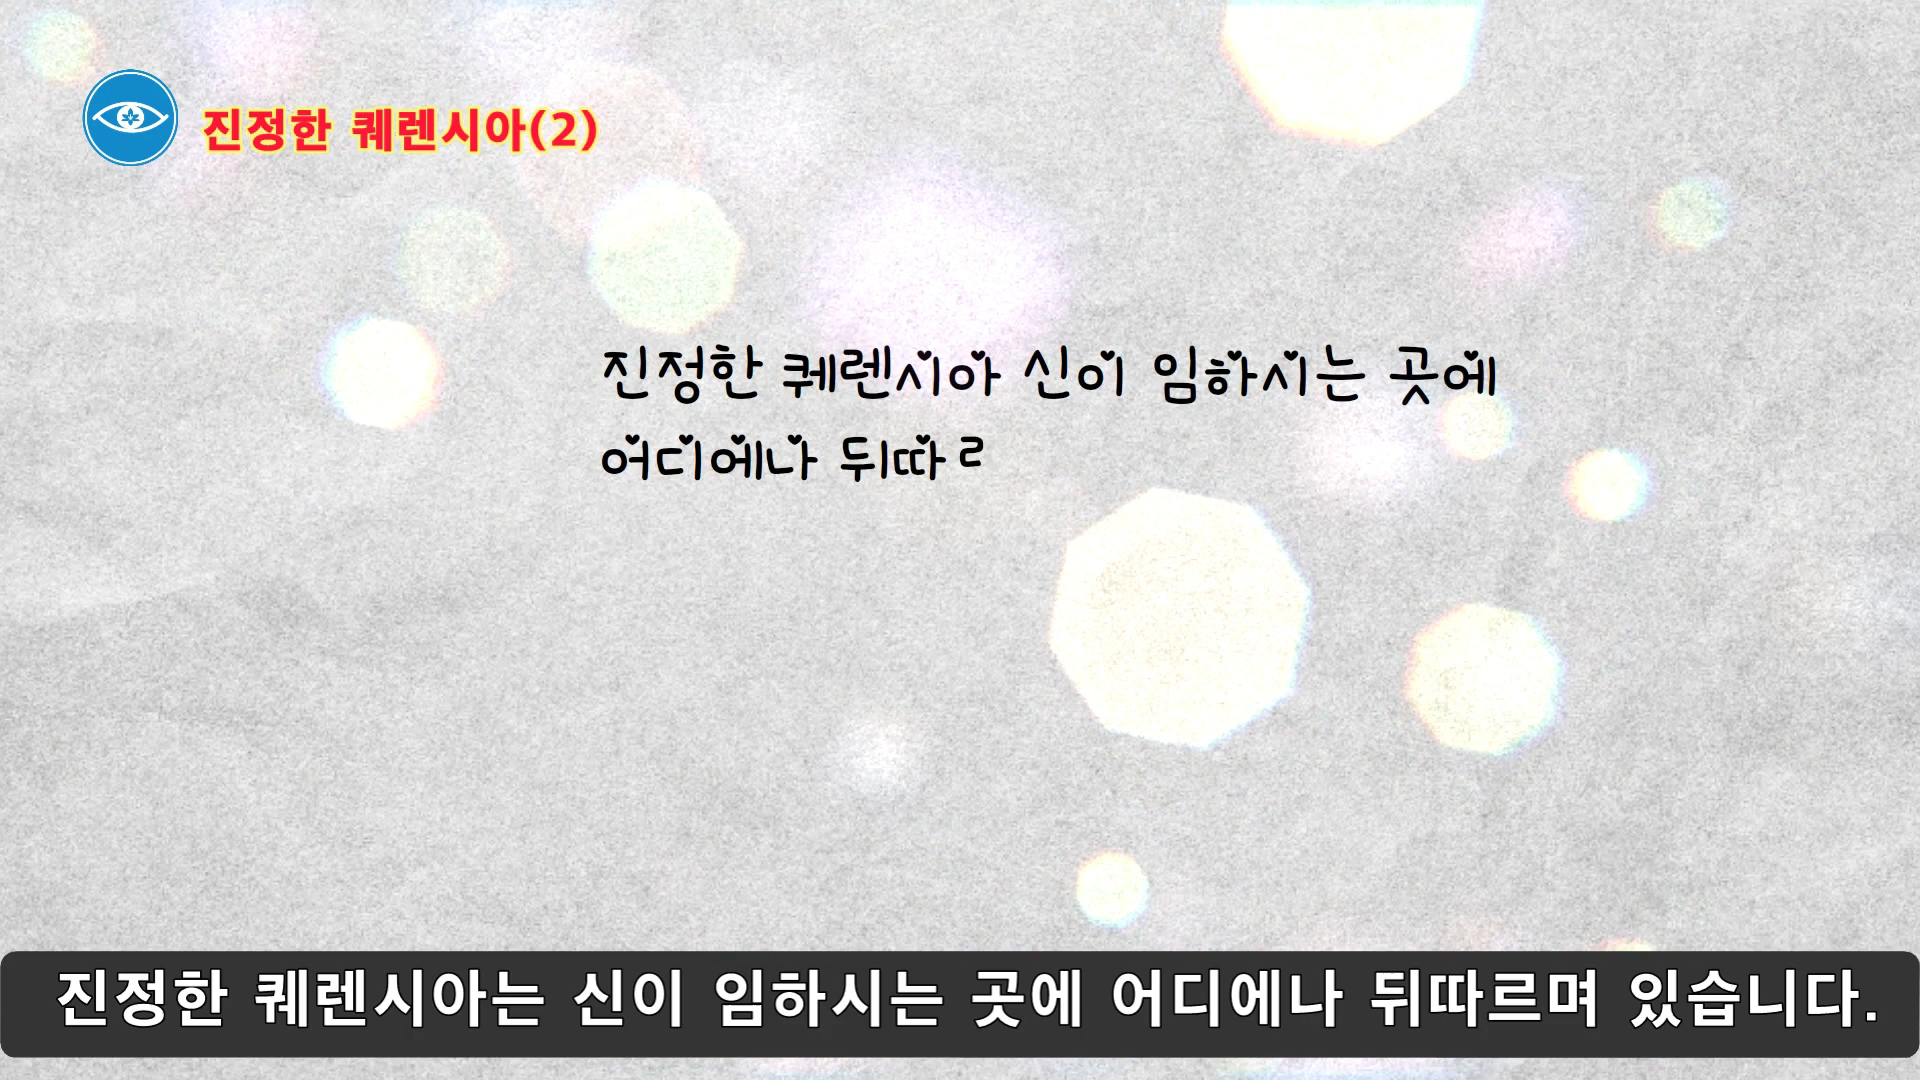 진정한 퀘렌시아(2)
진정한 퀘렌시아 신이 임하시는 곳에
어디에나 뒤따ㄹ
진정한 퀘렌시아는 신이 임하시는 곳에 어디에나 뒤따르며 있습니다.